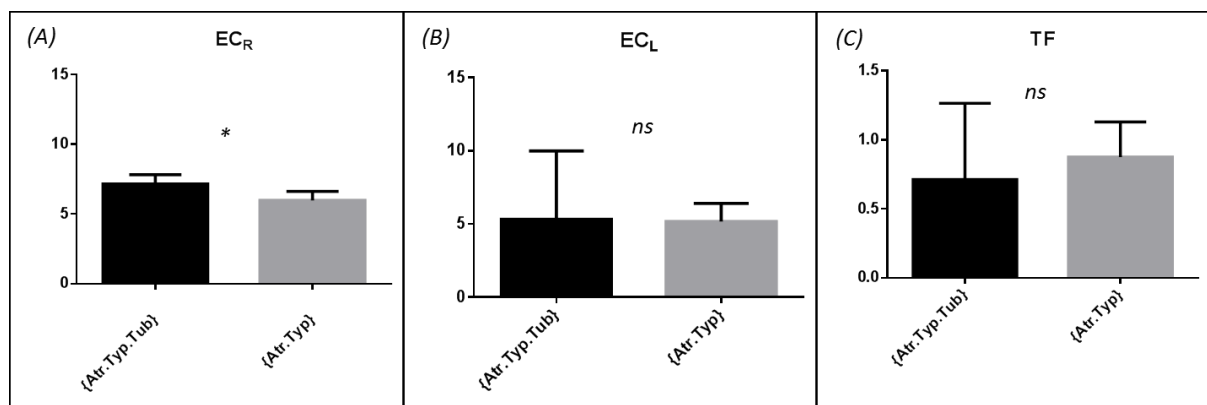 (A)
EC_R
15
10
5
0
*
{Atr.Typ.Tub}
{Atr.Typ}
(B)
EC_L
15
10
5
0
ns
{Atr.Typ.Tub}
{Atr.Typ}
(C)
TF
1.5
1.0
0.5
0.0
ns
{Atr.Typ.Tub}
{Atr.Typ}